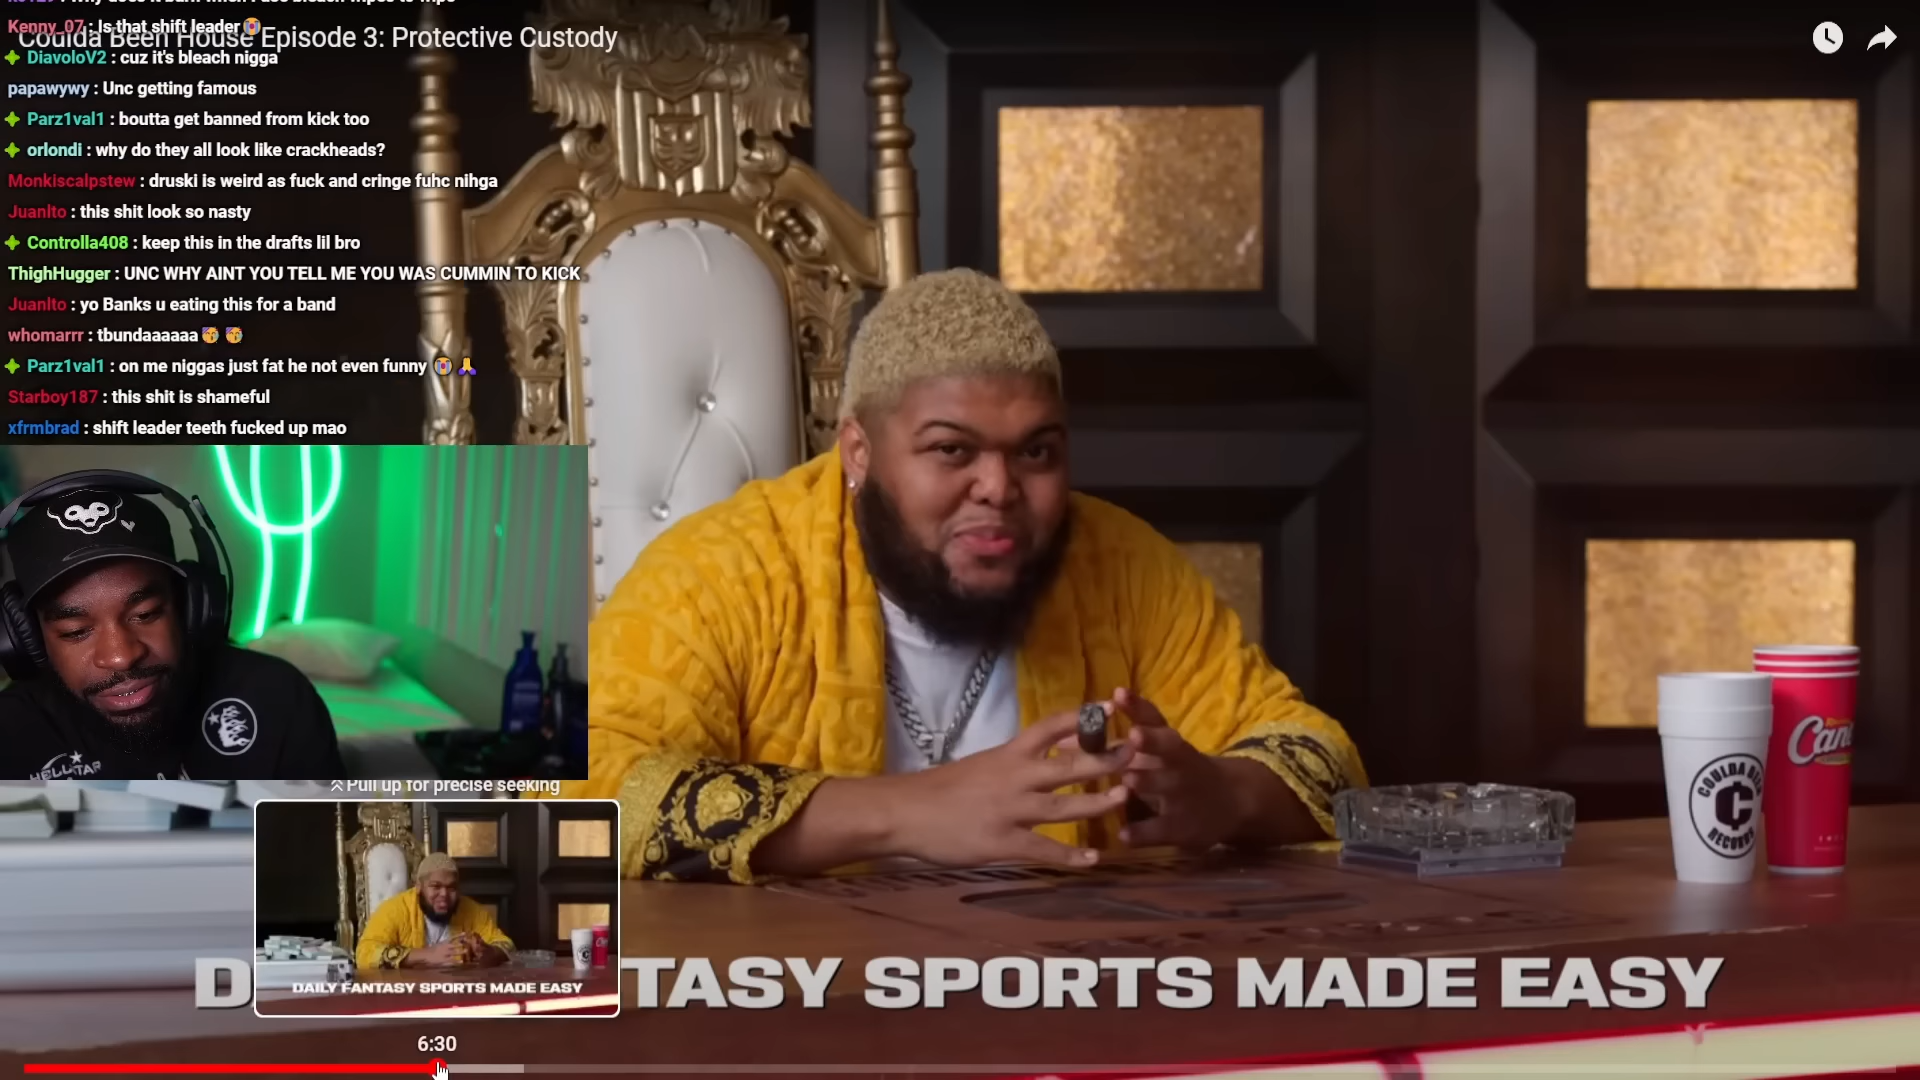 Kenny_07 : Is that shift leader😭
Coulda Been House Episode 3: Protective Custody
DiavoloV2 : cuz it's bleach nigga
papawywy : Unc getting famous
Parz1val1 : boutta get banned from kick too
orlondi : why do they all look like crackheads?
Monkiscalpstew : druski is weird as fuck and cringe fuhc nihga
Juanlto : this shit look so nasty
Controlla408 : keep this in the drafts lil bro
ThighHugger : UNC WHY AINT YOU TELL ME YOU WAS CUMMIN TO KICK
Juanlto : yo Banks u eating this for a band
whomarrr : tbundaaaaaa🥳 🥳
Parz1val1 : on me niggas just fat he not even funny 😭 🙏
Starboy187 : this shit is shameful
xfrmbrad : shift leader teeth fucked up mao
HELLSTAR
Pull up for precise seeking
COULDA BEEN
RECORDS
Cane
DAILY FANTASY SPORTS MADE EASY
D TASY SPORTS MADE EASY
6:30